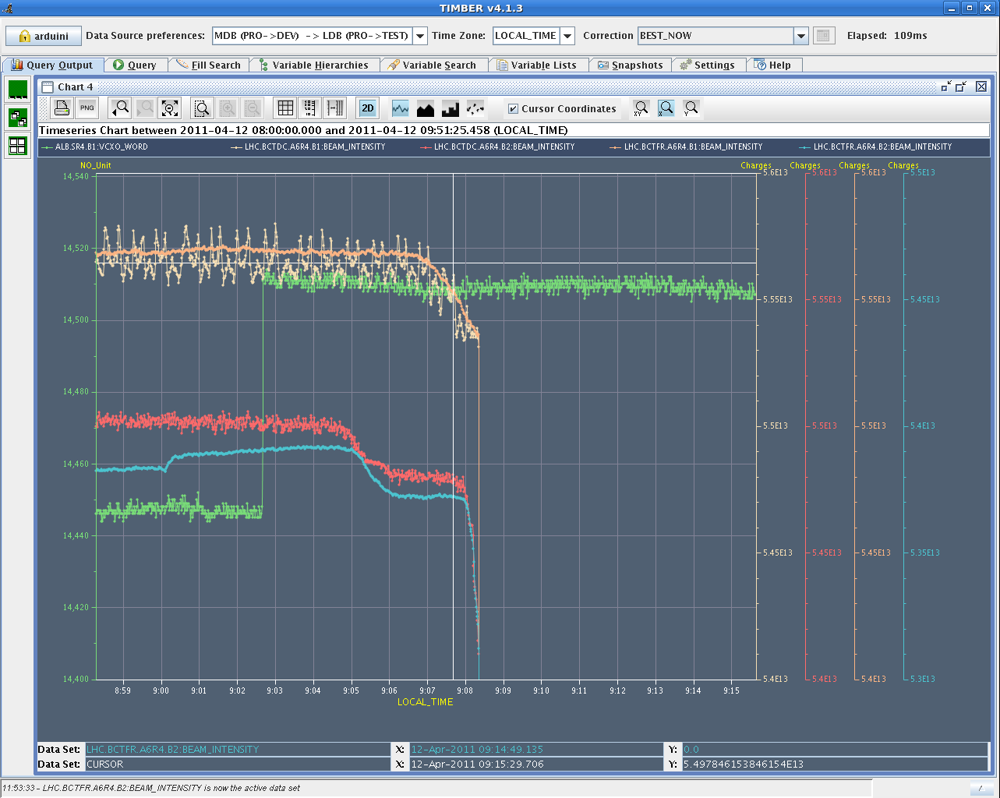 TIMBER v4.1.3
arduini Data Source preferences: MDB (PRO->DEV) -> LDB (PRO->TEST) Time Zone: LOCAL_TIME Correction BEST_NOW Elapsed: 109ms
Query Output Query Fill Search Variable Hierarchies Variable Search Variable Lists Snapshots Settings Help
Chart 4
PNG 2D Cursor Coordinates XY X Y
Timeseries Chart between 2011-04-12 08:00:00.000 and 2011-04-12 09:51:25.458 (LOCAL_TIME)
ALB.SR4.B1:VCXO_WORD LHC.BCTDC.A6R4.B1:BEAM_INTENSITY LHC.BCTDC.A6R4.B2:BEAM_INTENSITY LHC.BCTFR.A6R4.B1:BEAM_INTENSITY LHC.BCTFR.A6R4.B2:BEAM_INTENSITY
NO_Unit Charges Charges Charges Charges
14,540 5.6E13 5.6E13 5.6E13 5.5E13
14,520
5.55E13 5.55E13 5.55E13 5.45E13
14,500
14,480
5.5E13 5.5E13 5.5E13 5.4E13
14,460
14,440
5.45E13 5.45E13 5.45E13 5.35E13
14,420
14,400 5.4E13 5.4E13 5.4E13 5.3E13
8:59 9:00 9:01 9:02 9:03 9:04 9:05 9:06 9:07 9:08 9:09 9:10 9:11 9:12 9:13 9:14 9:15
LOCAL_TIME
Data Set: LHC.BCTFR.A6R4.B2:BEAM_INTENSITY X: 12-Apr-2011 09:14:49.135 Y: 0.0
Data Set: CURSOR X: 12-Apr-2011 09:15:29.706 Y: 5.497846153846154E13
11:53:33 - LHC.BCTFR.A6R4.B2:BEAM_INTENSITY is now the active data set